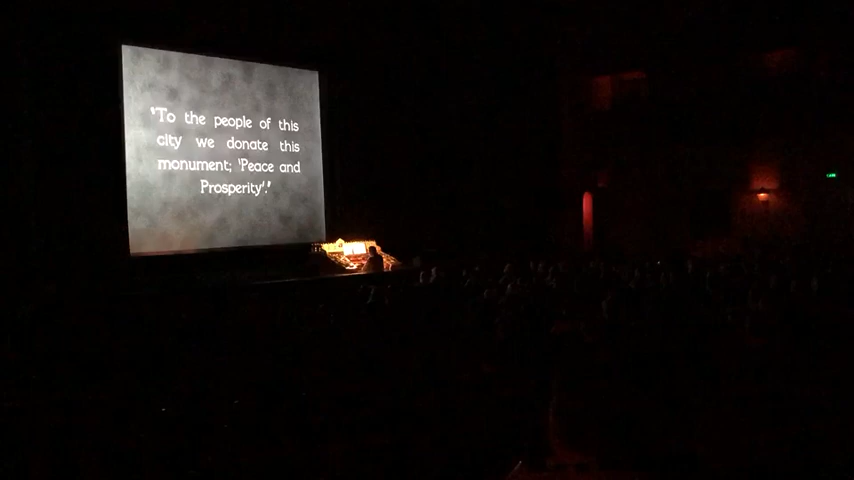 "To the people of this
city we donate this
monument; 'Peace and
Prosperity'."